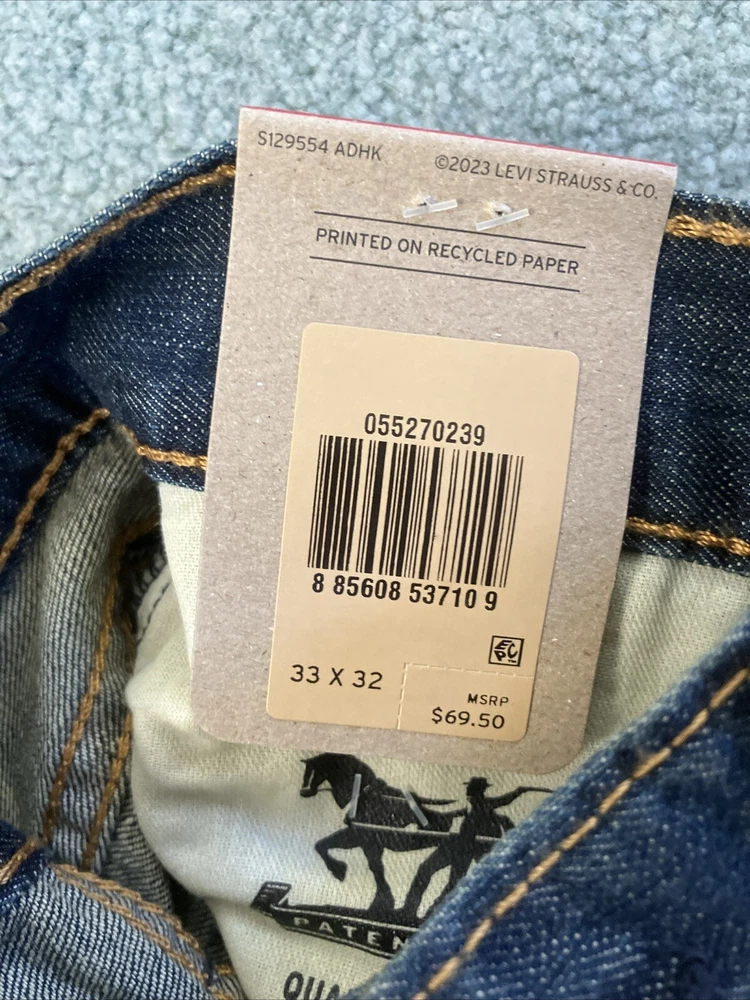 S129554 ADHK
©2023 LEVI STRAUSS & CO.
PRINTED ON RECYCLED PAPER
055270239
8 85608 53710 9
EPC™
33 X 32
MSRP
$69.50